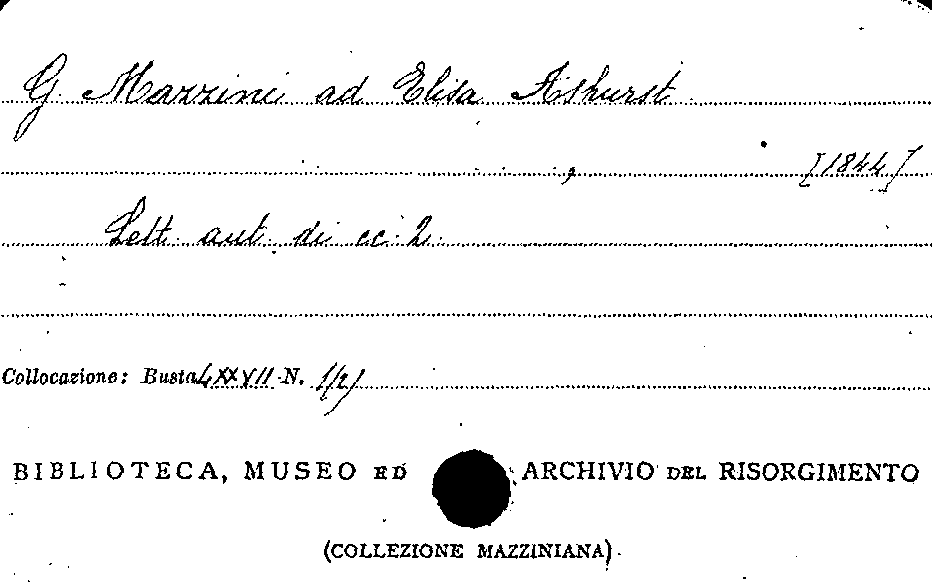 G. Mazzini ad Elisa Ashurst
, [1844]
Lett. aut. di cc. 2.
Collocazione: Busta LXXVII N. 1/2/
BIBLIOTECA, MUSEO ED ARCHIVIO DEL RISORGIMENTO
(COLLEZIONE MAZZINIANA)